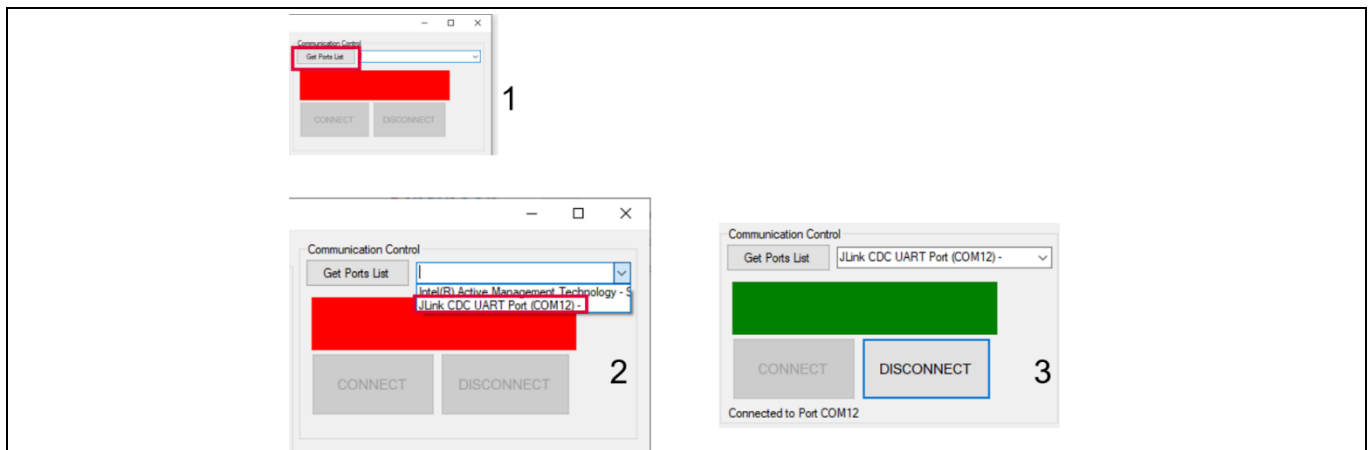 Communication Control
Get Ports List
CONNECT DISCONNECT
1
Communication Control
Get Ports List
Intel(R) Active Management Technology - S
JLink CDC UART Port (COM12) -
CONNECT DISCONNECT
2
Communication Control
Get Ports List JLink CDC UART Port (COM12) -
CONNECT DISCONNECT
3
Connected to Port COM12